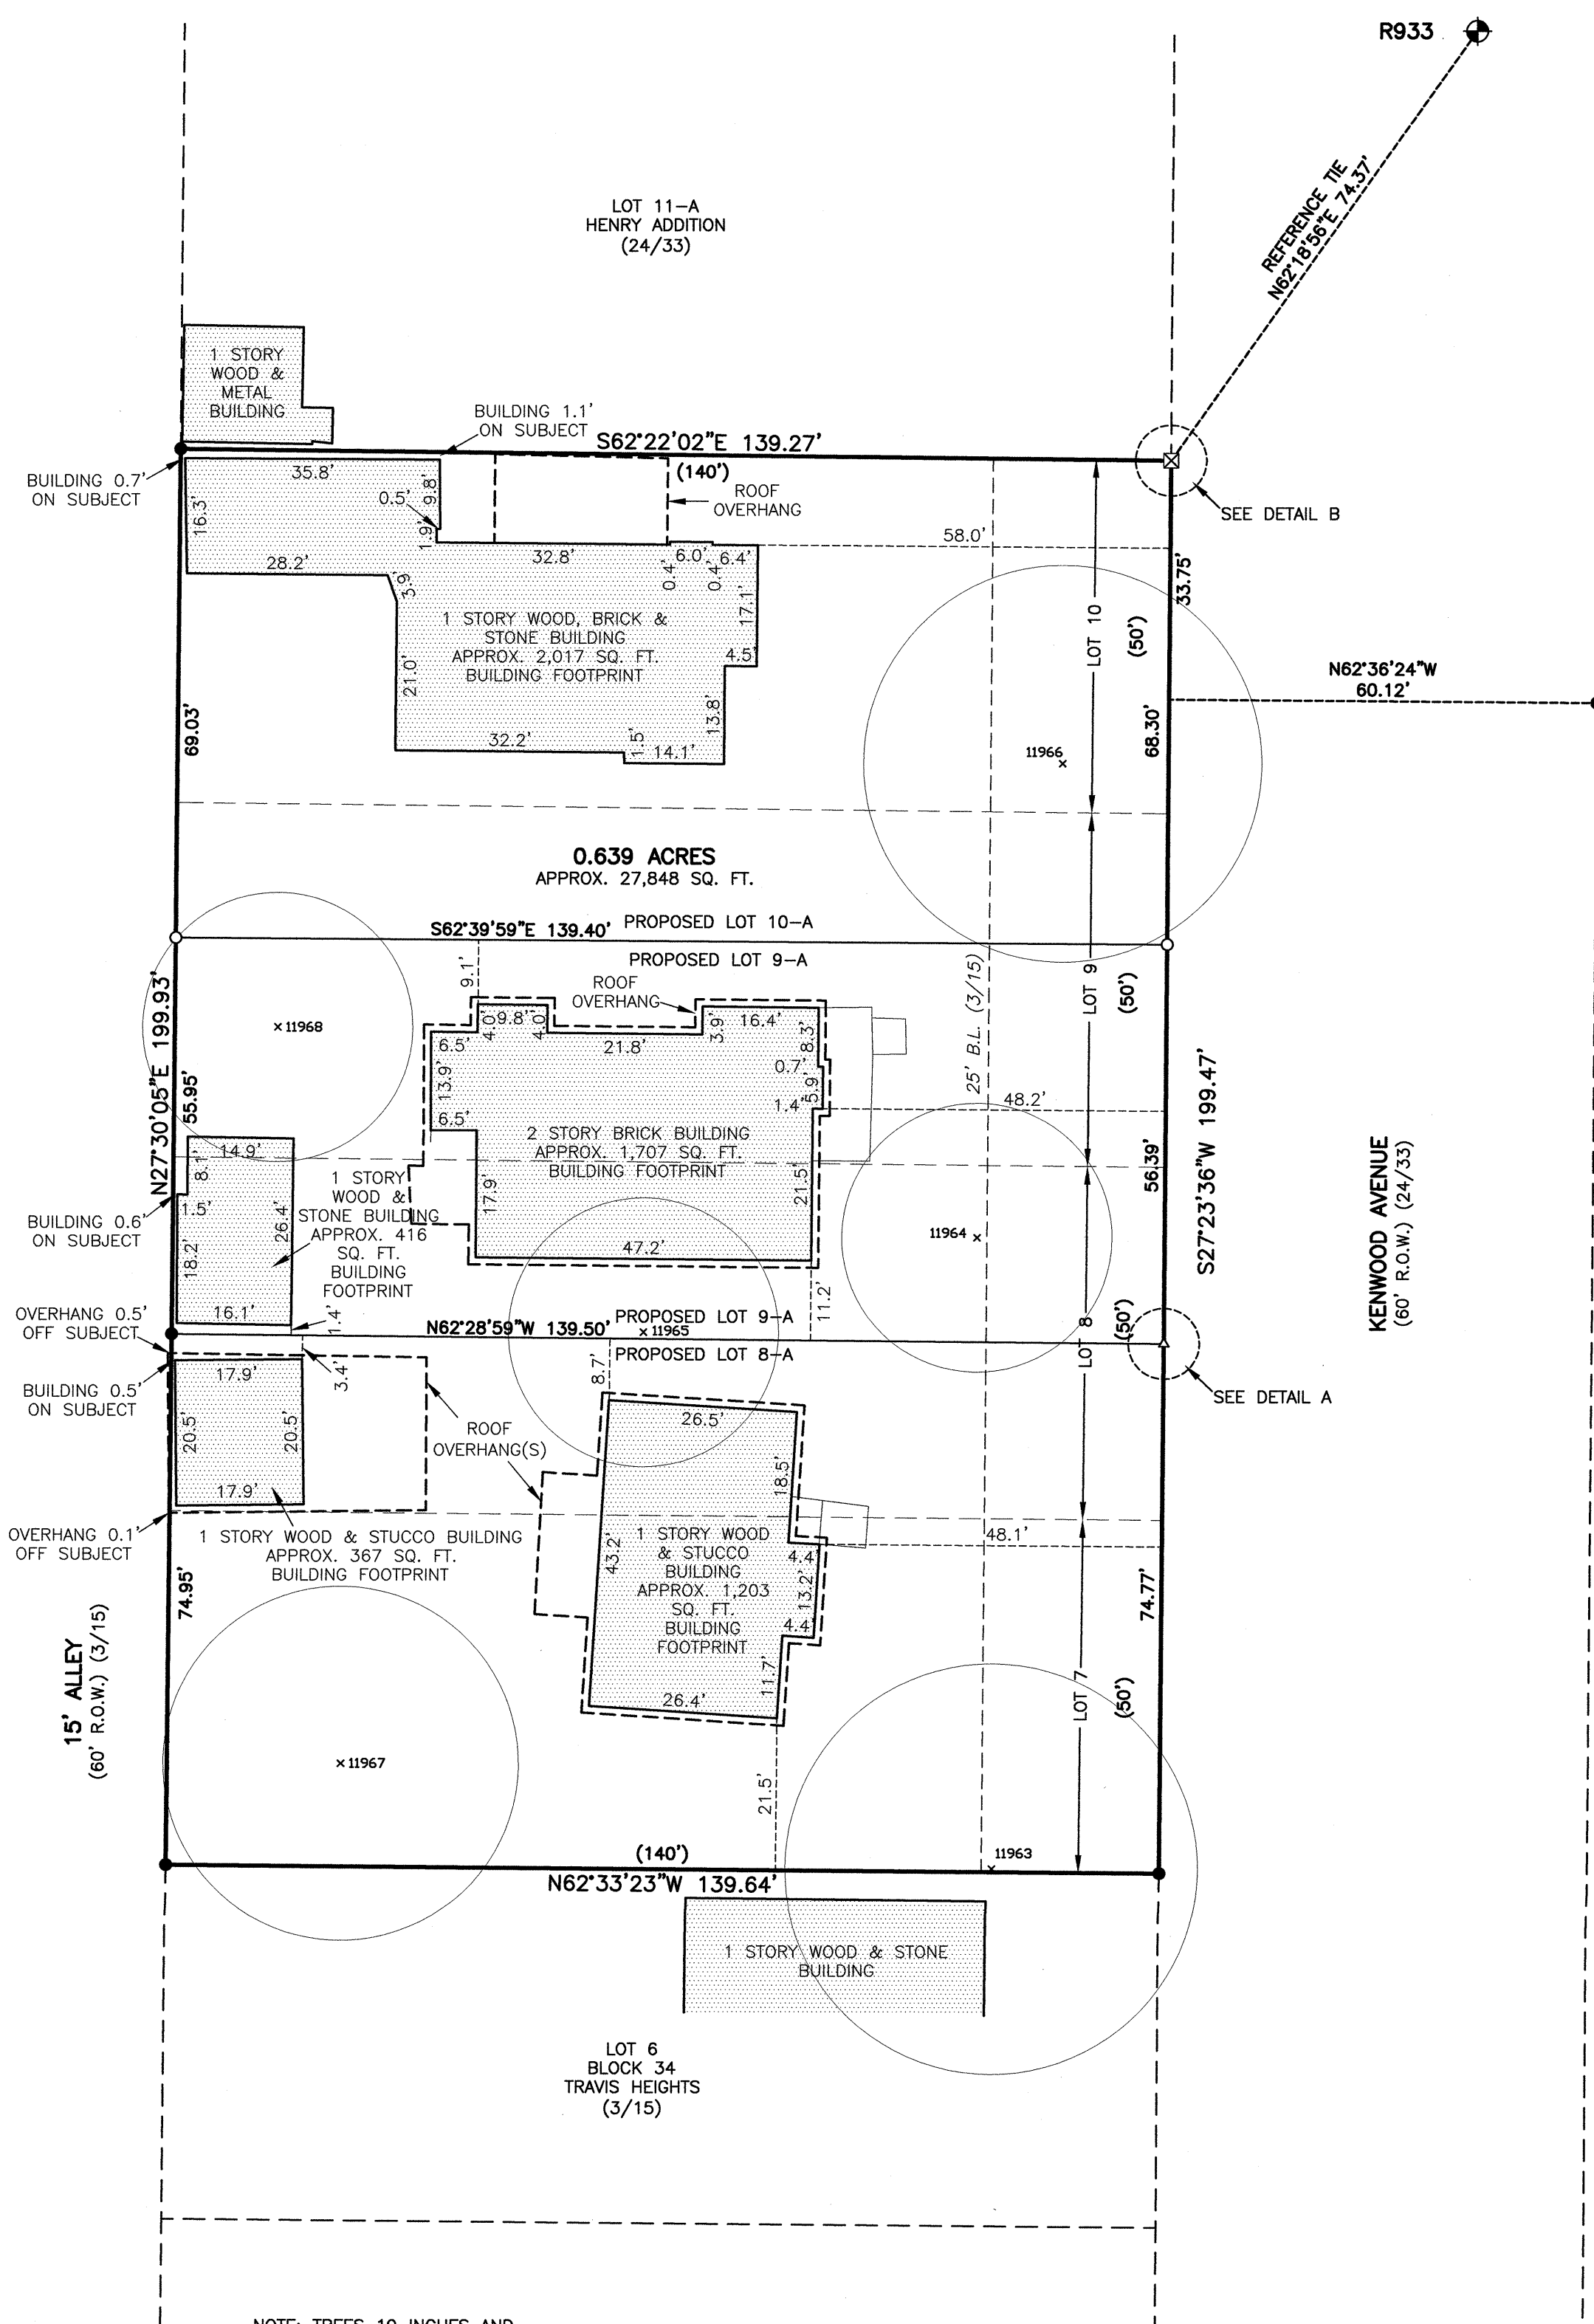 R933
REFERENCE TIE
N62°18'56"E 74.37'
LOT 11-A
HENRY ADDITION
(24/33)
1 STORY
WOOD &
METAL
BUILDING
BUILDING 1.1'
ON SUBJECT
S62°22'02"E 139.27'
(140')
BUILDING 0.7'
ON SUBJECT
35.8'
9.8'
0.5'
1.9'
16.3'
28.2'
3.9'
ROOF
OVERHANG
SEE DETAIL B
58.0'
32.8'
6.0'
6.4'
0.4'
0.4'
17.1'
33.75'
1 STORY WOOD, BRICK &
STONE BUILDING
APPROX. 2,017 SQ. FT.
BUILDING FOOTPRINT
4.5'
21.0'
13.8'
32.2'
1.5'
14.1'
LOT 10
(50')
N62°36'24"W
60.12'
69.03'
68.30'
11966
0.639 ACRES
APPROX. 27,848 SQ. FT.
S62°39'59"E 139.40'
PROPOSED LOT 10-A
PROPOSED LOT 9-A
9.1'
ROOF
OVERHANG
25' B.L. (3/15)
LOT 9
(50')
11968
N27°30'05"E 199.93'
55.95'
4.0'
9.8'
4.0'
6.5'
21.8'
3.9'
16.4'
8.3'
13.9'
0.7'
5.9'
1.4'
6.5'
48.2'
2 STORY BRICK BUILDING
APPROX. 1,707 SQ. FT.
BUILDING FOOTPRINT
17.9'
21.5'
47.2'
11.2'
56.39'
S27°23'36"W 199.47'
KENWOOD AVENUE
(60' R.O.W.) (24/33)
14.9'
8.1'
1.5'
26.4'
18.2'
16.1'
1.4'
1 STORY
WOOD &
STONE BUILDING
APPROX. 416
SQ. FT.
BUILDING
FOOTPRINT
BUILDING 0.6'
ON SUBJECT
11964
LOT 8
(50')
OVERHANG 0.5'
OFF SUBJECT
N62°28'59"W 139.50'
PROPOSED LOT 9-A
11965
PROPOSED LOT 8-A
BUILDING 0.5'
ON SUBJECT
SEE DETAIL A
3.4'
8.7'
17.9'
20.5'
20.5'
17.9'
ROOF
OVERHANG(S)
26.5'
18.5'
OVERHANG 0.1'
OFF SUBJECT
1 STORY WOOD & STUCCO BUILDING
APPROX. 367 SQ. FT.
BUILDING FOOTPRINT
43.2'
1 STORY WOOD
& STUCCO
BUILDING
APPROX. 1,203
SQ. FT.
BUILDING
FOOTPRINT
4.4'
13.2'
4.4'
11.7'
26.4'
48.1'
74.95'
74.77'
15' ALLEY
(60' R.O.W.) (3/15)
LOT 7
(50')
11967
21.5'
11963
(140')
N62°33'23"W 139.64'
1 STORY WOOD & STONE
BUILDING
LOT 6
BLOCK 34
TRAVIS HEIGHTS
(3/15)
NOTE: TREES 19 INCHES AND